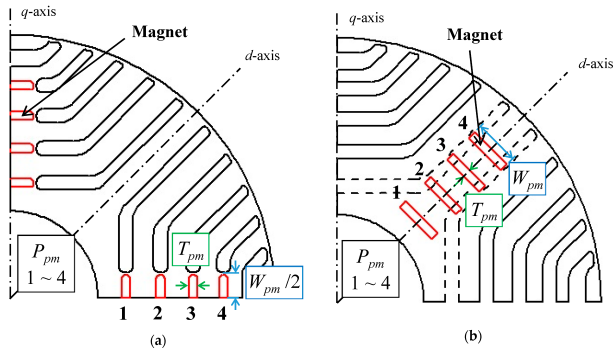 q-axis
Magnet
d-axis
T_pm
W_pm /2
P_pm
1 ~ 4
1 2 3 4
(a)
q-axis
Magnet
d-axis
4
3
2
1
W_pm
T_pm
P_pm
1 ~ 4
(b)